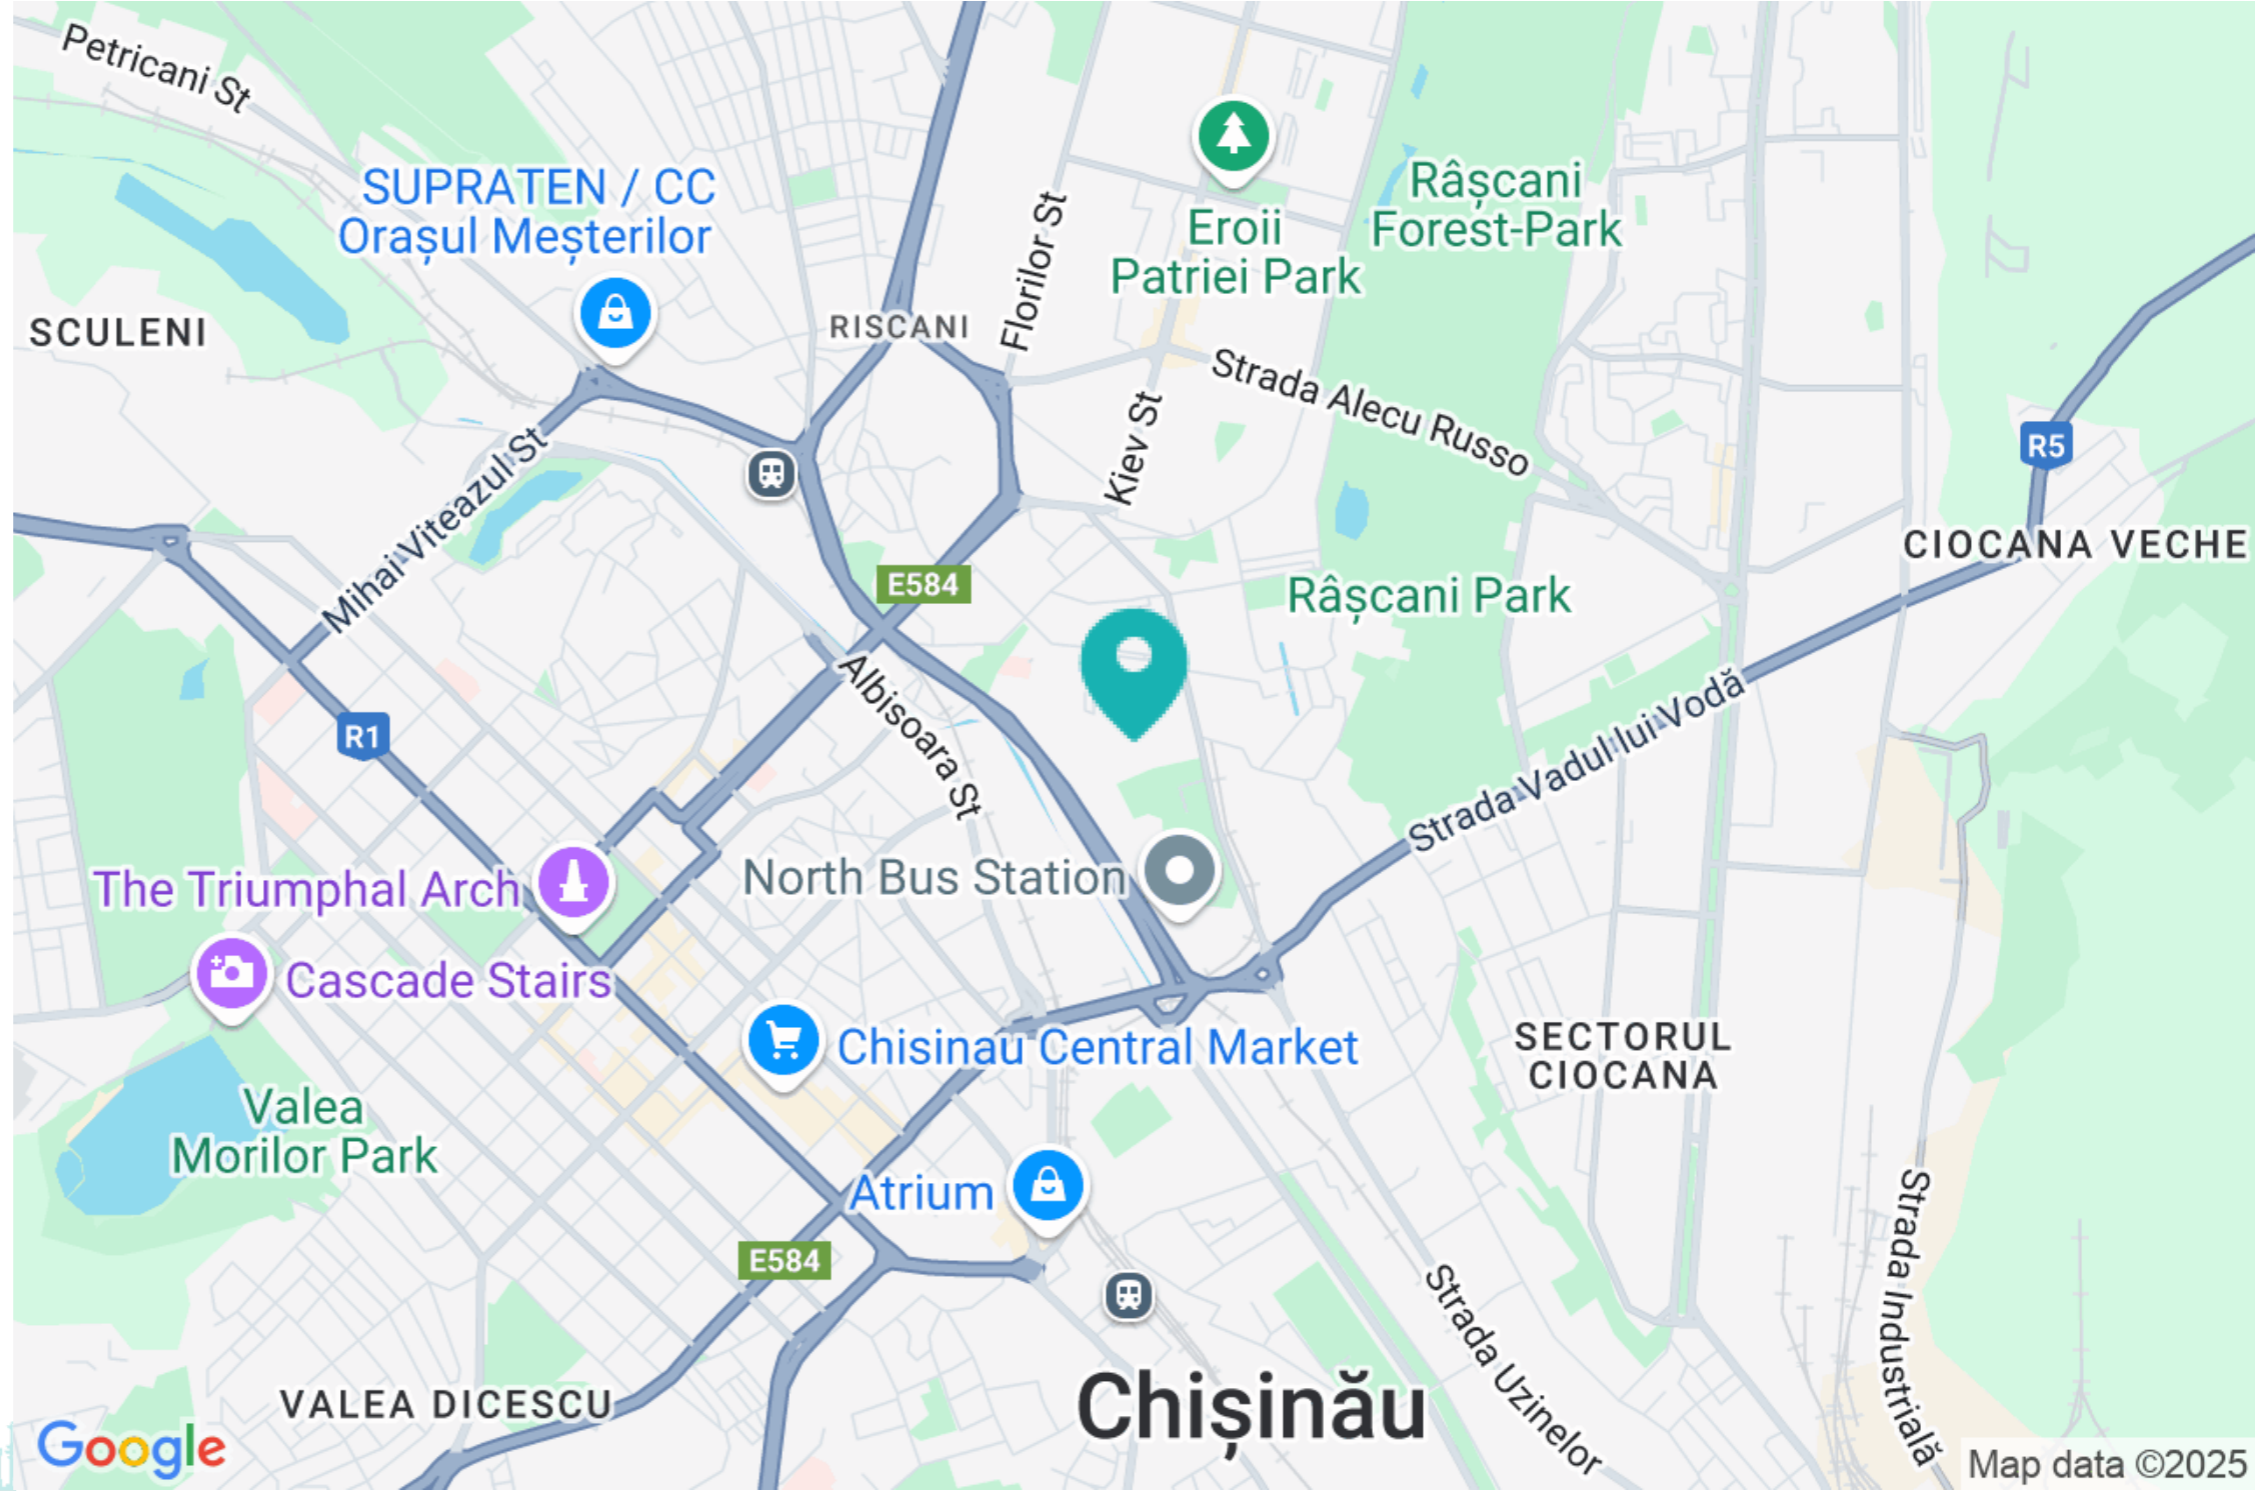 Petricani St
SUPRATEN / CC
Orașul Meșterilor
SCULENI
RISCANI
Florilor St
Eroii
Patriei Park
Râșcani
Forest-Park
Strada Alecu Russo
Kiev St
R5
CIOCANA VECHE
Mihai Viteazul St
E584
Râșcani Park
Albisoara St
Strada Vadul lui Vodă
R1
The Triumphal Arch
North Bus Station
Cascade Stairs
Chisinau Central Market
SECTORUL
CIOCANA
Valea
Morilor Park
Atrium
E584
Strada Industrială
Strada Uzinelor
VALEA DICESCU
Chișinău
Google
Map data ©2025